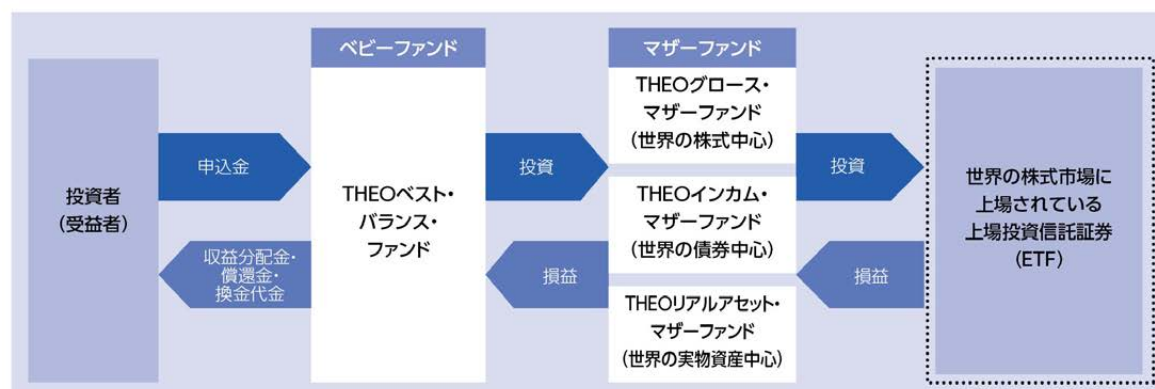 投資者
(受益者)
申込金
収益分配金・
償還金・
換金代金
ベビーファンド
THEOベスト・
バランス・
ファンド
投資
損益
マザーファンド
THEOグロース・
マザーファンド
(世界の株式中心)
THEOインカム・
マザーファンド
(世界の債券中心)
THEOリアルアセット・
マザーファンド
(世界の実物資産中心)
投資
損益
世界の株式市場に
上場されている
上場投資信託証券
(ETF)